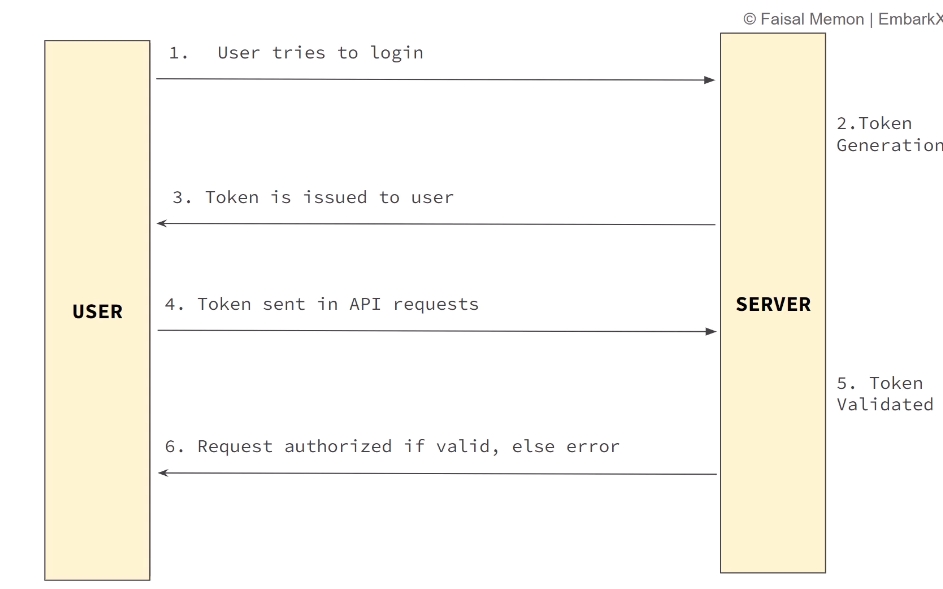 © Faisal Memon | EmbarkX
1. User tries to login
2.Token
Generation
3. Token is issued to user
4. Token sent in API requests
USER
SERVER
5. Token
Validated
6. Request authorized if valid, else error